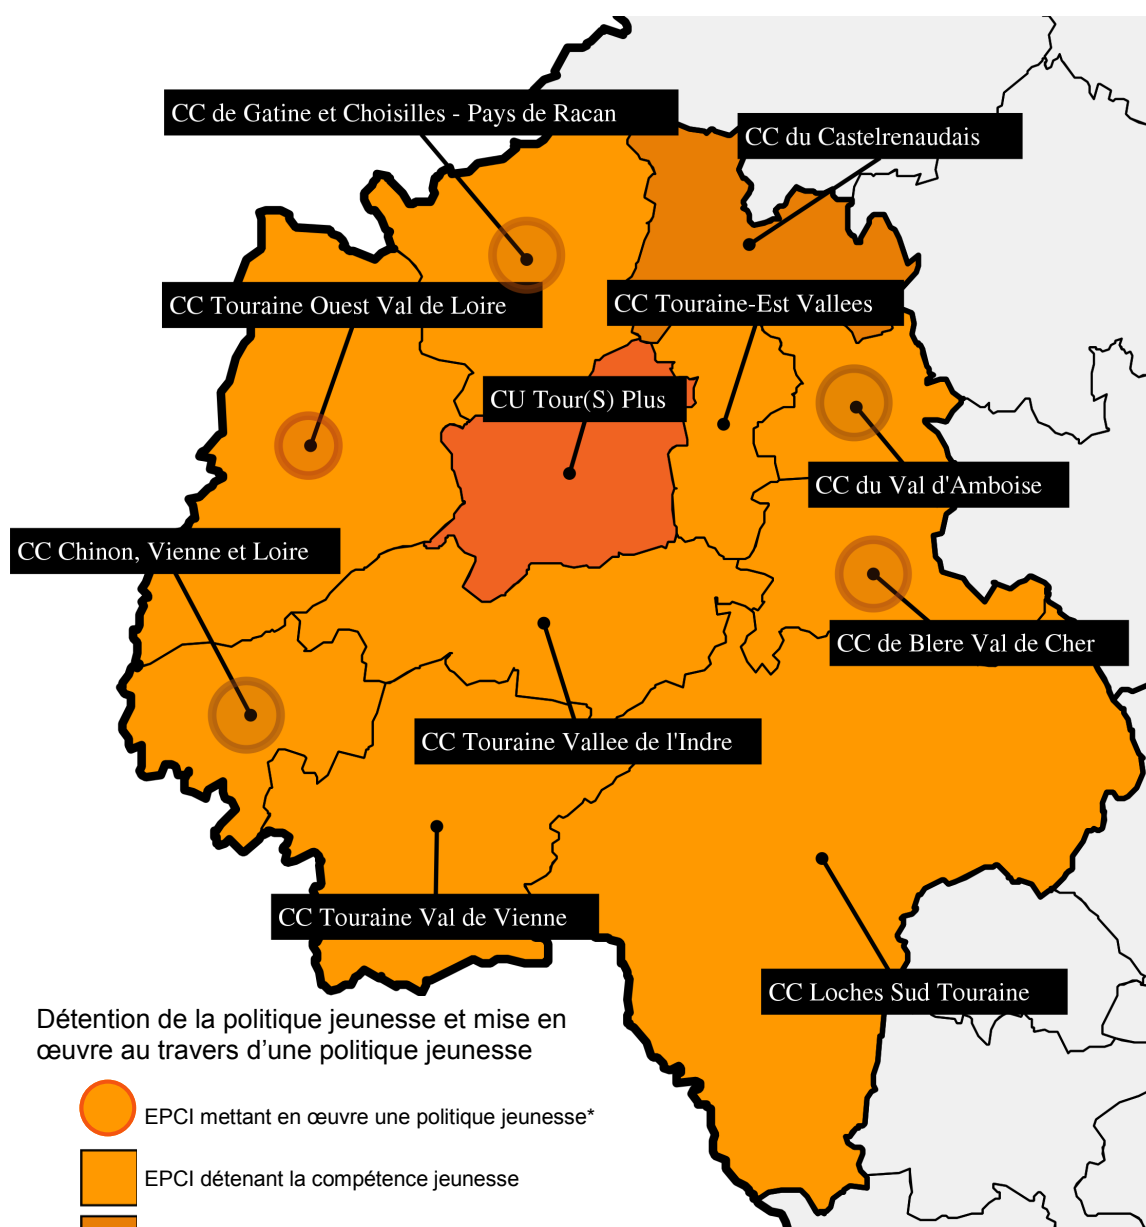 CC de Gatine et Choisilles - Pays de Racan
CC du Castelrenaudais
CC Touraine Ouest Val de Loire
CC Touraine-Est Vallees
CU Tour(S) Plus
CC du Val d'Amboise
CC Chinon, Vienne et Loire
CC de Blere Val de Cher
CC Touraine Vallee de l'Indre
CC Touraine Val de Vienne
CC Loches Sud Touraine
Détention de la politique jeunesse et mise en
œuvre au travers d’une politique jeunesse
EPCI mettant en œuvre une politique jeunesse*
EPCI détenant la compétence jeunesse